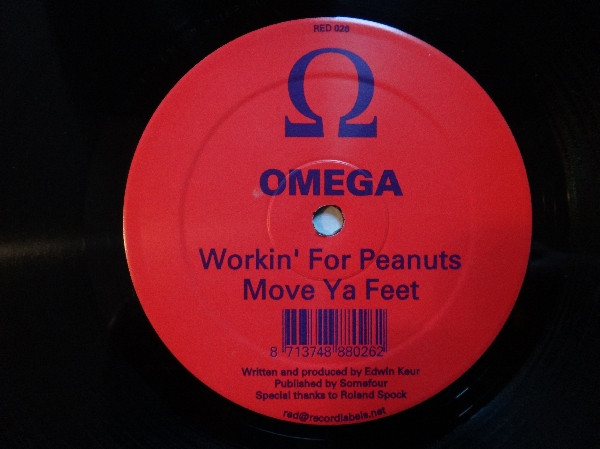 RED 026
Ω
OMEGA
Workin' For Peanuts
Move Ya Feet
8 713748 880262
Written and produced by Edwin Kaur
Published by Somefour
Special thanks to Roland Spock
red@recordlabels.net